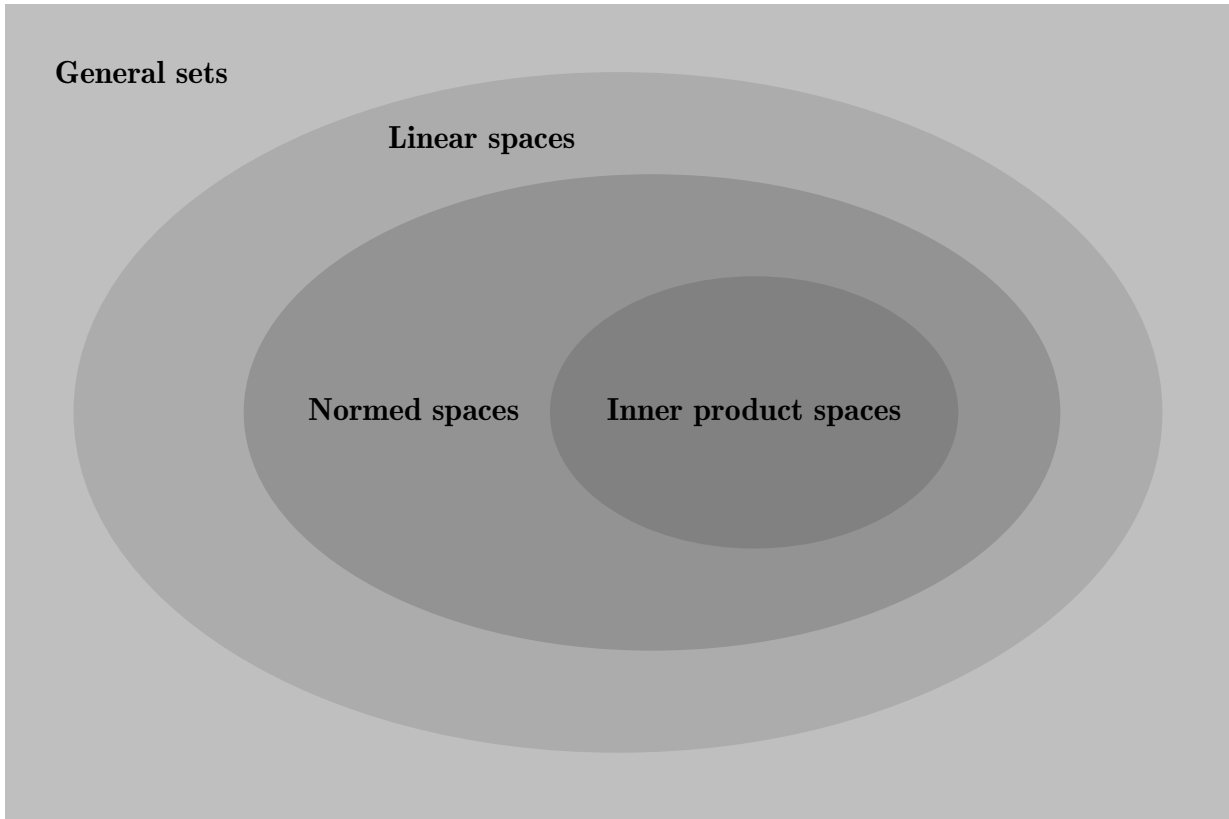 General sets
Linear spaces
Normed spaces
Inner product spaces